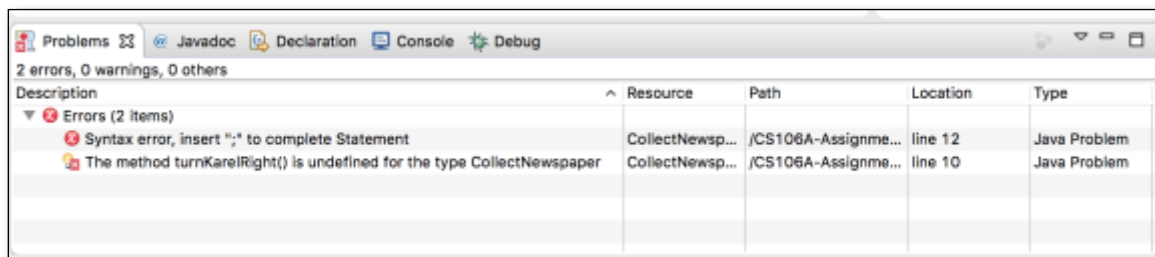 Problems Javadoc Declaration Console Debug
2 errors, 0 warnings, 0 others
Description Resource Path Location Type
Errors (2 items)
Syntax error, insert ";" to complete Statement CollectNewsp... /CS106A-Assignme... line 12 Java Problem
The method turnKarelRight() is undefined for the type CollectNewspaper CollectNewsp... /CS106A-Assignme... line 10 Java Problem